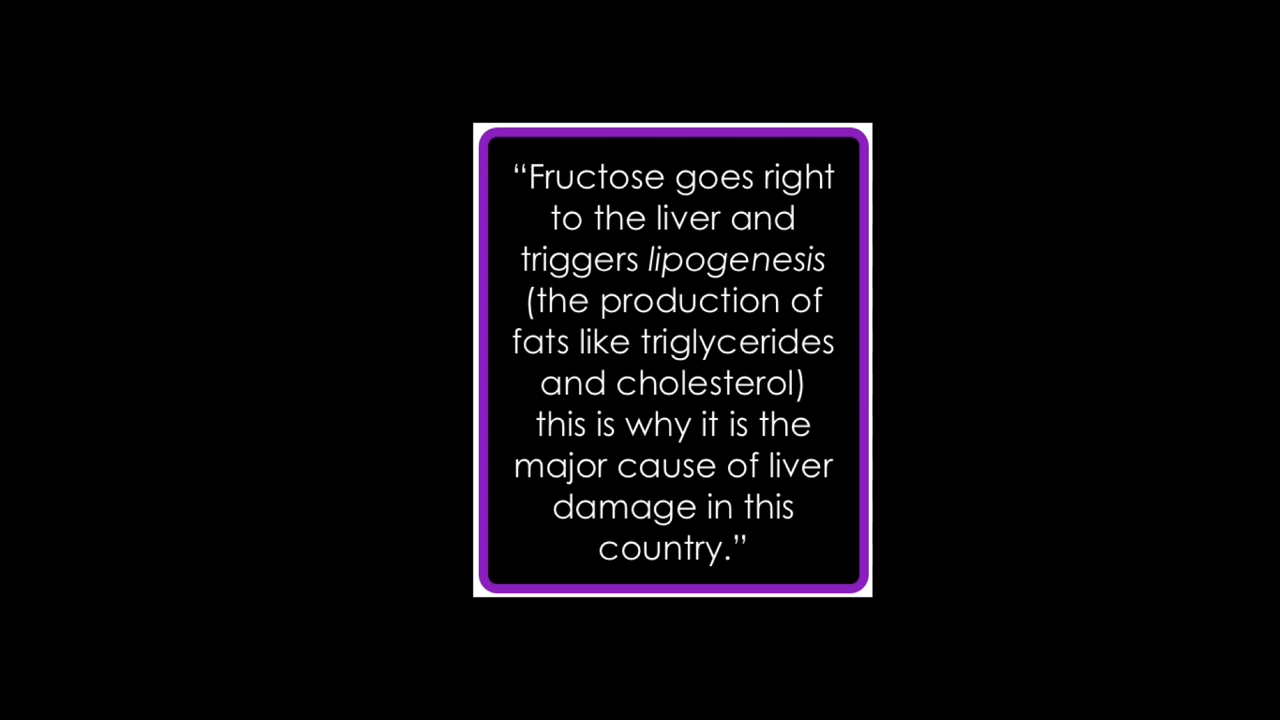 “Fructose goes right
to the liver and
triggers lipogenesis
(the production of
fats like triglycerides
and cholesterol)
this is why it is the
major cause of liver
damage in this
country.”